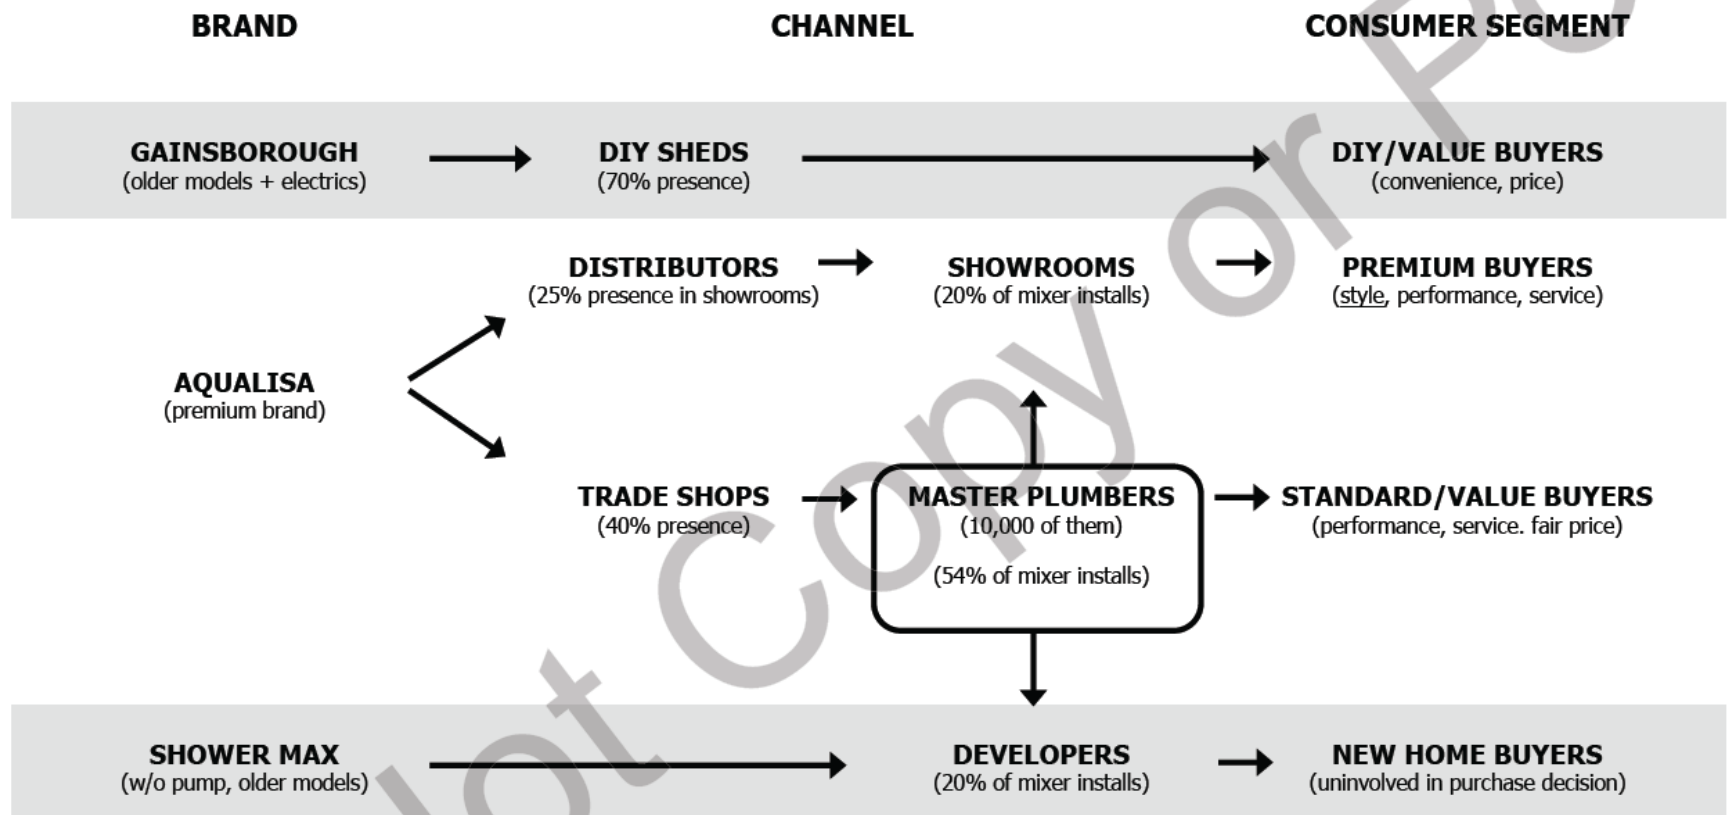 BRAND CHANNEL CONSUMER SEGMENT
GAINSBOROUGH DIY SHEDS DIY/VALUE BUYERS
(older models + electrics) (70% presence) (convenience, price)
DISTRIBUTORS SHOWROOMS PREMIUM BUYERS
(25% presence in showrooms) (20% of mixer installs) (style, performance, service)
AQUALISA
(premium brand)
TRADE SHOPS MASTER PLUMBERS STANDARD/VALUE BUYERS
(40% presence) (10,000 of them) (performance, service. fair price)
(54% of mixer installs)
SHOWER MAX DEVELOPERS NEW HOME BUYERS
(w/o pump, older models) (20% of mixer installs) (uninvolved in purchase decision)
Copy or